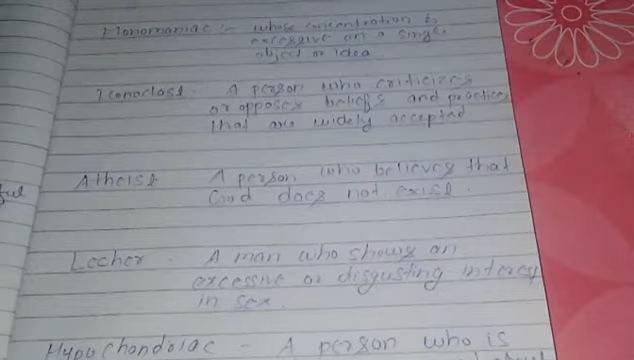 Monomaniac :- whose concentration is
excessive on a single
object or idea
Iconoclast - A person who criticizes
or opposes beliefs and practices
that are widely accepted
Atheist A person who believes that
God does not exist.
Lecher - A man who shows an
excessive or disgusting
in sex.
Hypochondriac - A person who is